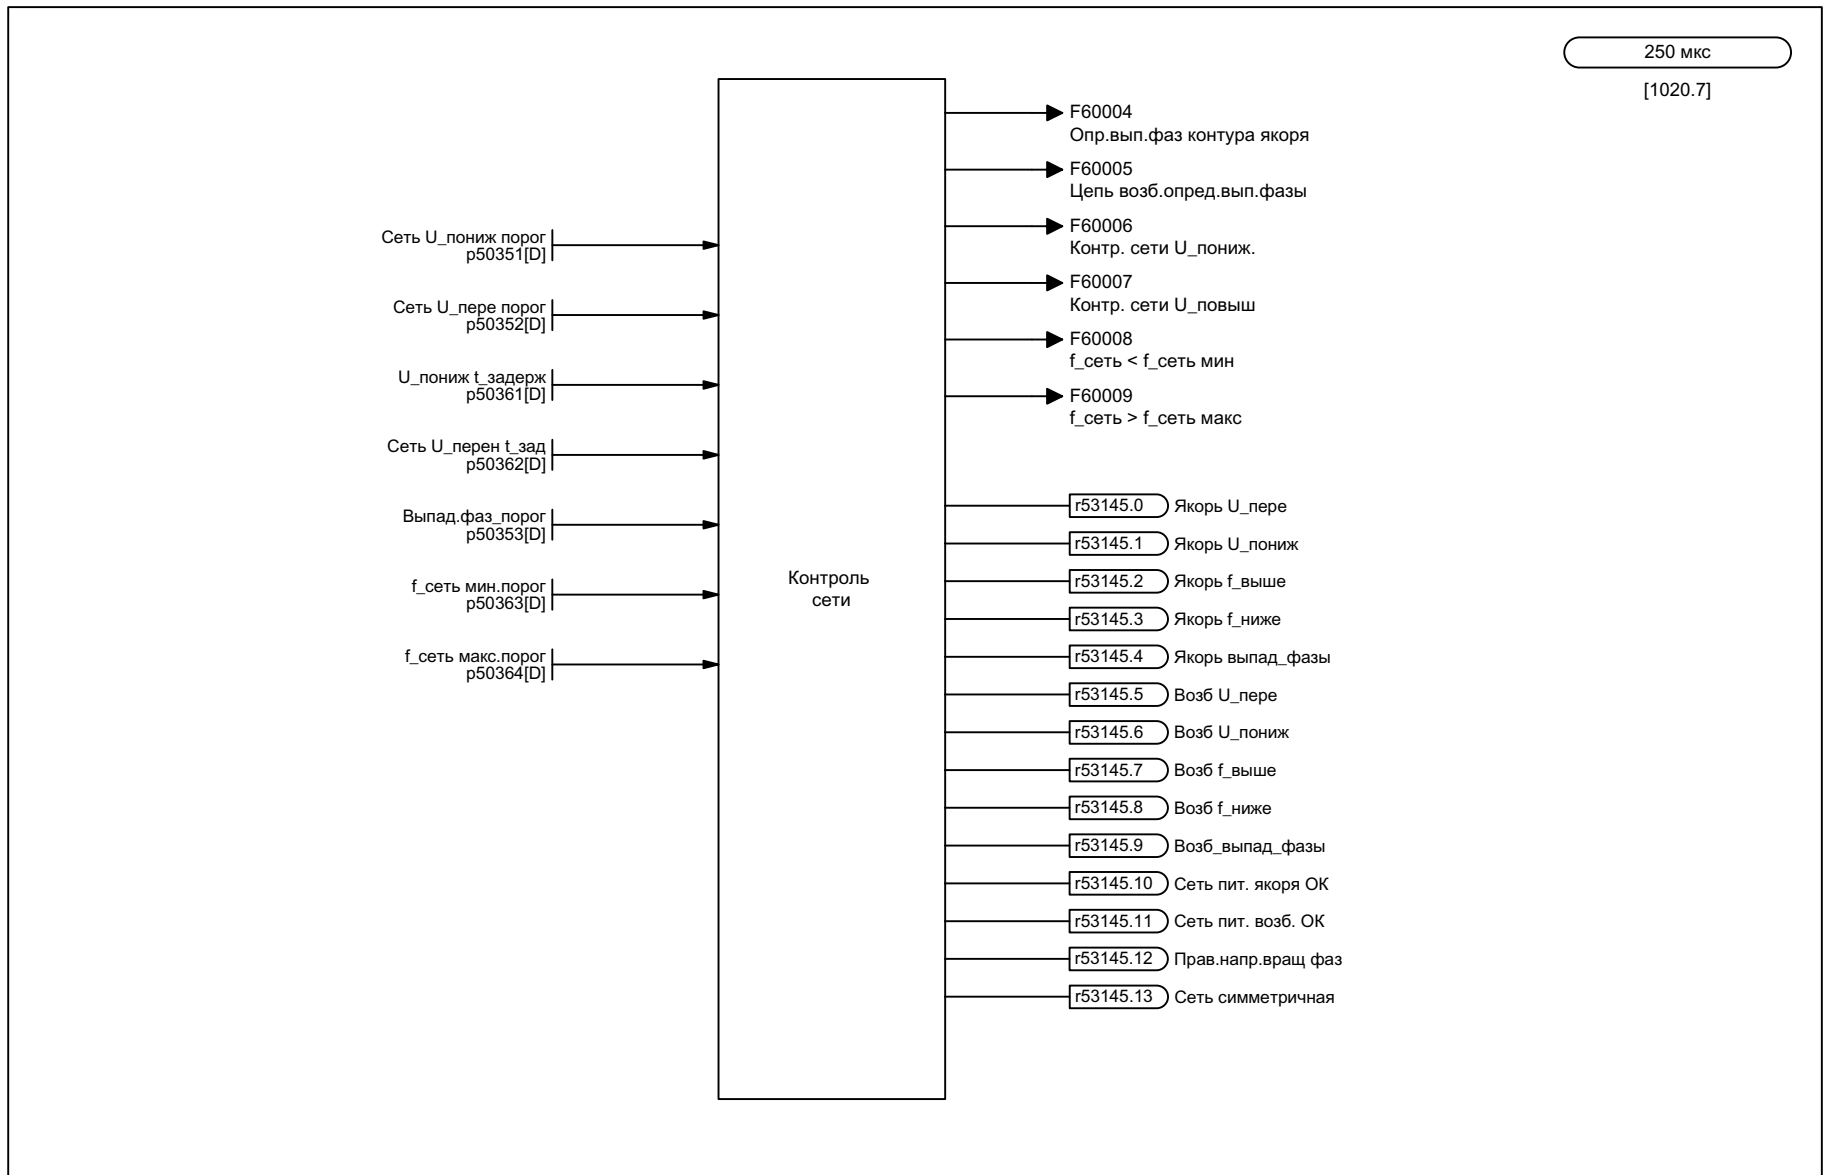 250 мкс
[1020.7]
Сеть U_пониж порог
p50351[D]
Сеть U_пере порог
p50352[D]
U_пониж t_задерж
p50361[D]
Сеть U_перен t_зад
p50362[D]
Выпад.фаз_порог
p50353[D]
f_сеть мин.порог
p50363[D]
f_сеть макс.порог
p50364[D]
Контроль
сети
F60004
Опр.вып.фаз контура якоря
F60005
Цепь возб.опред.вып.фазы
F60006
Контр. сети U_пониж.
F60007
Контр. сети U_повыш
F60008
f_сеть < f_сеть мин
F60009
f_сеть > f_сеть макс
r53145.0 Якорь U_пере
r53145.1 Якорь U_пониж
r53145.2 Якорь f_выше
r53145.3 Якорь f_ниже
r53145.4 Якорь выпад_фазы
r53145.5 Возб U_пере
r53145.6 Возб U_пониж
r53145.7 Возб f_выше
r53145.8 Возб f_ниже
r53145.9 Возб_выпад_фазы
r53145.10 Сеть пит. якоря ОК
r53145.11 Сеть пит. возб. ОК
r53145.12 Прав.напр.вращ фаз
r53145.13 Сеть симметричная